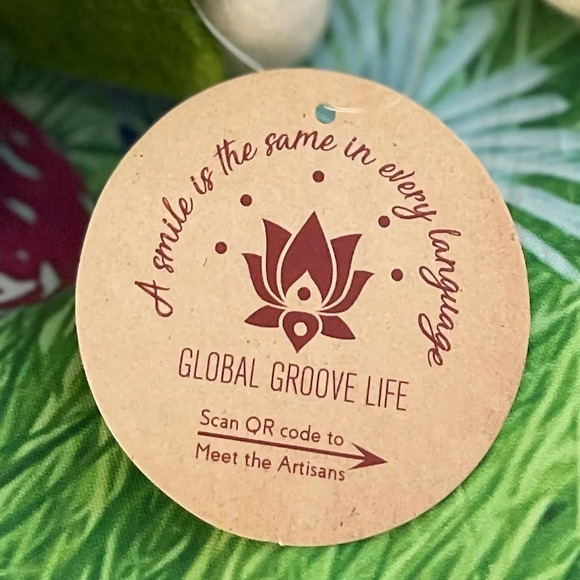 A smile is the same in every language
GLOBAL GROOVE LIFE
Scan QR code to
Meet the Artisans